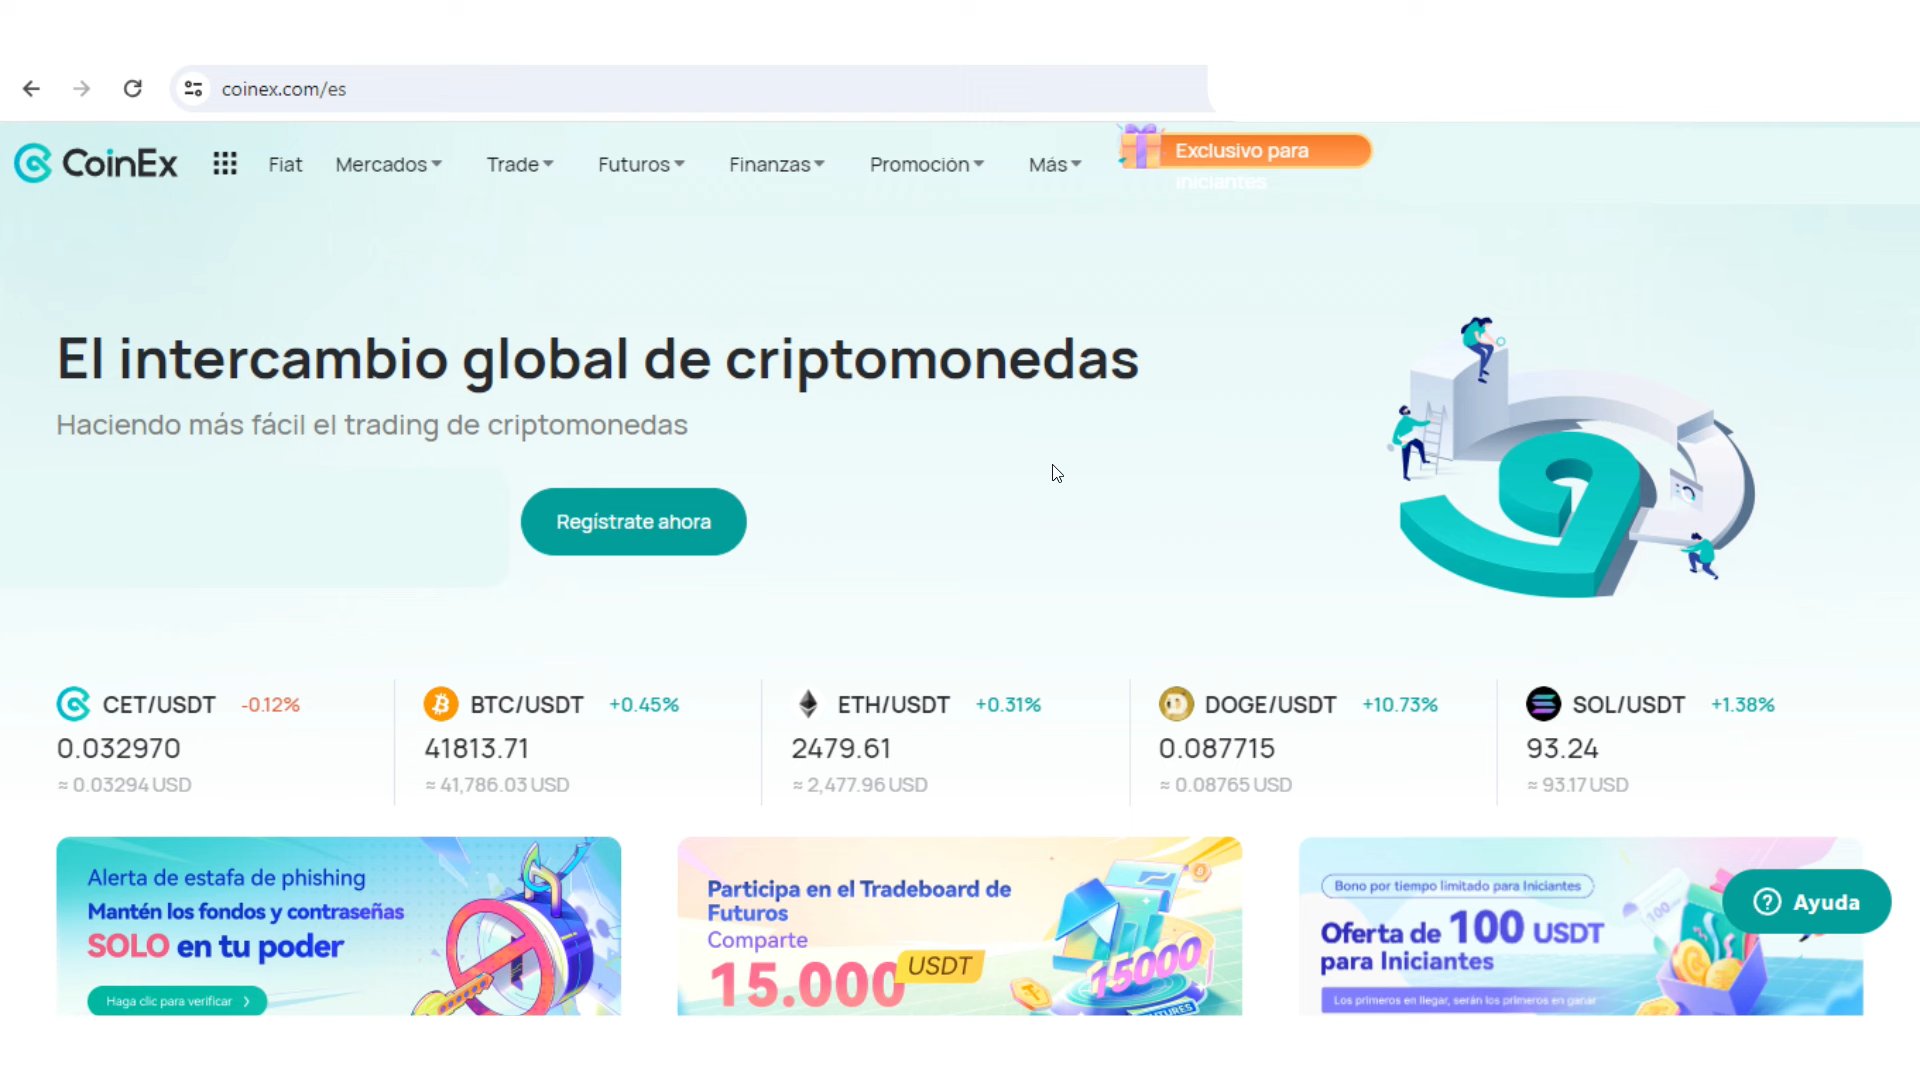 coinex.com/es
CoinEx Fiat Mercados Trade Futuros Finanzas Promoción Más Exclusivo para
iniciantes
El intercambio global de criptomonedas
Haciendo más fácil el trading de criptomonedas
Regístrate ahora
CET/USDT -0.12%
0.032970
≈ 0.03294 USD
BTC/USDT +0.45%
41813.71
≈ 41,786.03 USD
ETH/USDT +0.31%
2479.61
≈ 2,477.96 USD
DOGE/USDT +10.73%
0.087715
≈ 0.08765 USD
SOL/USDT +1.38%
93.24
≈ 93.17 USD
Alerta de estafa de phishing
Mantén los fondos y contraseñas
SOLO en tu poder
Haga clic para verificar
Participa en el Tradeboard de
Futuros
Comparte
15.000 USDT
15000
FUTURES
Bono por tiempo limitado para Iniciantes
Oferta de 100 USDT
para Iniciantes
Los primeros en llegar, serán los primeros en ganar
100
Ayuda